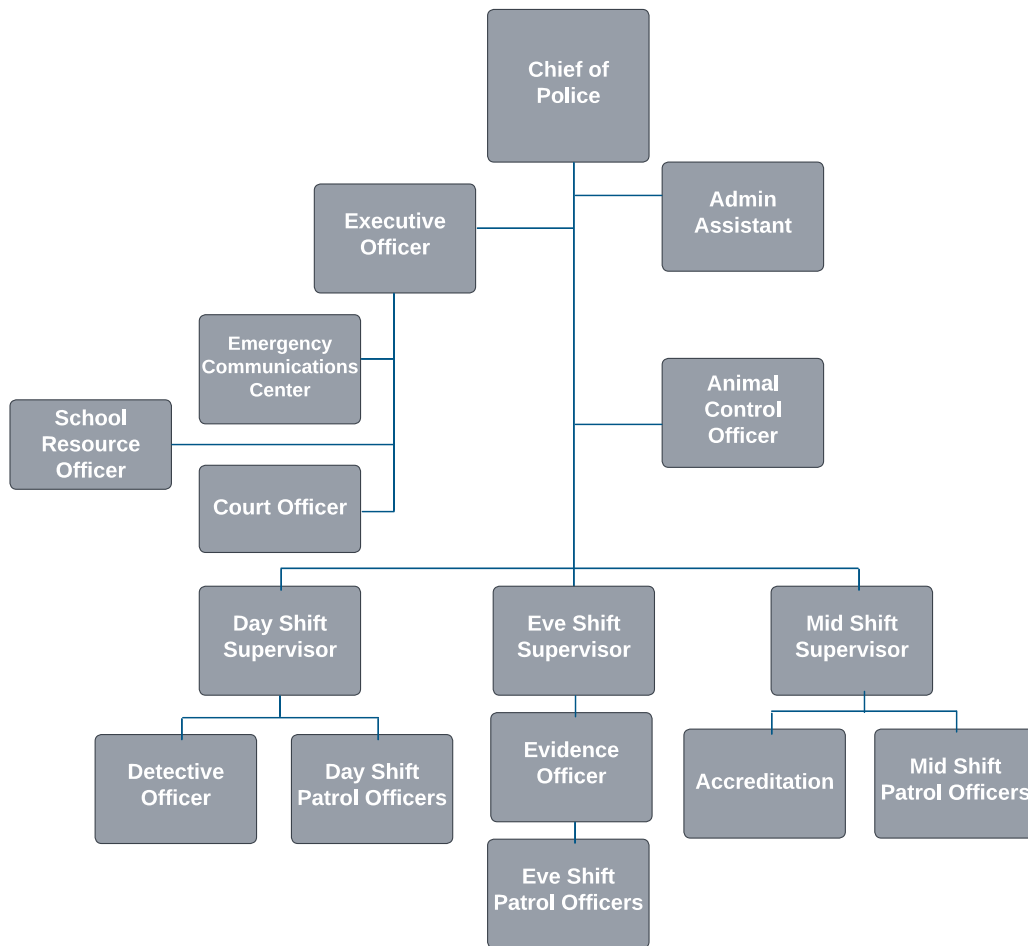 Chief of
Police
Admin
Assistant
Executive
Officer
Emergency
Communications
Center
Animal
Control
Officer
School
Resource
Officer
Court Officer
Day Shift
Supervisor
Eve Shift
Supervisor
Mid Shift
Supervisor
Detective
Officer
Day Shift
Patrol Officers
Evidence
Officer
Accreditation
Mid Shift
Patrol Officers
Eve Shift
Patrol Officers